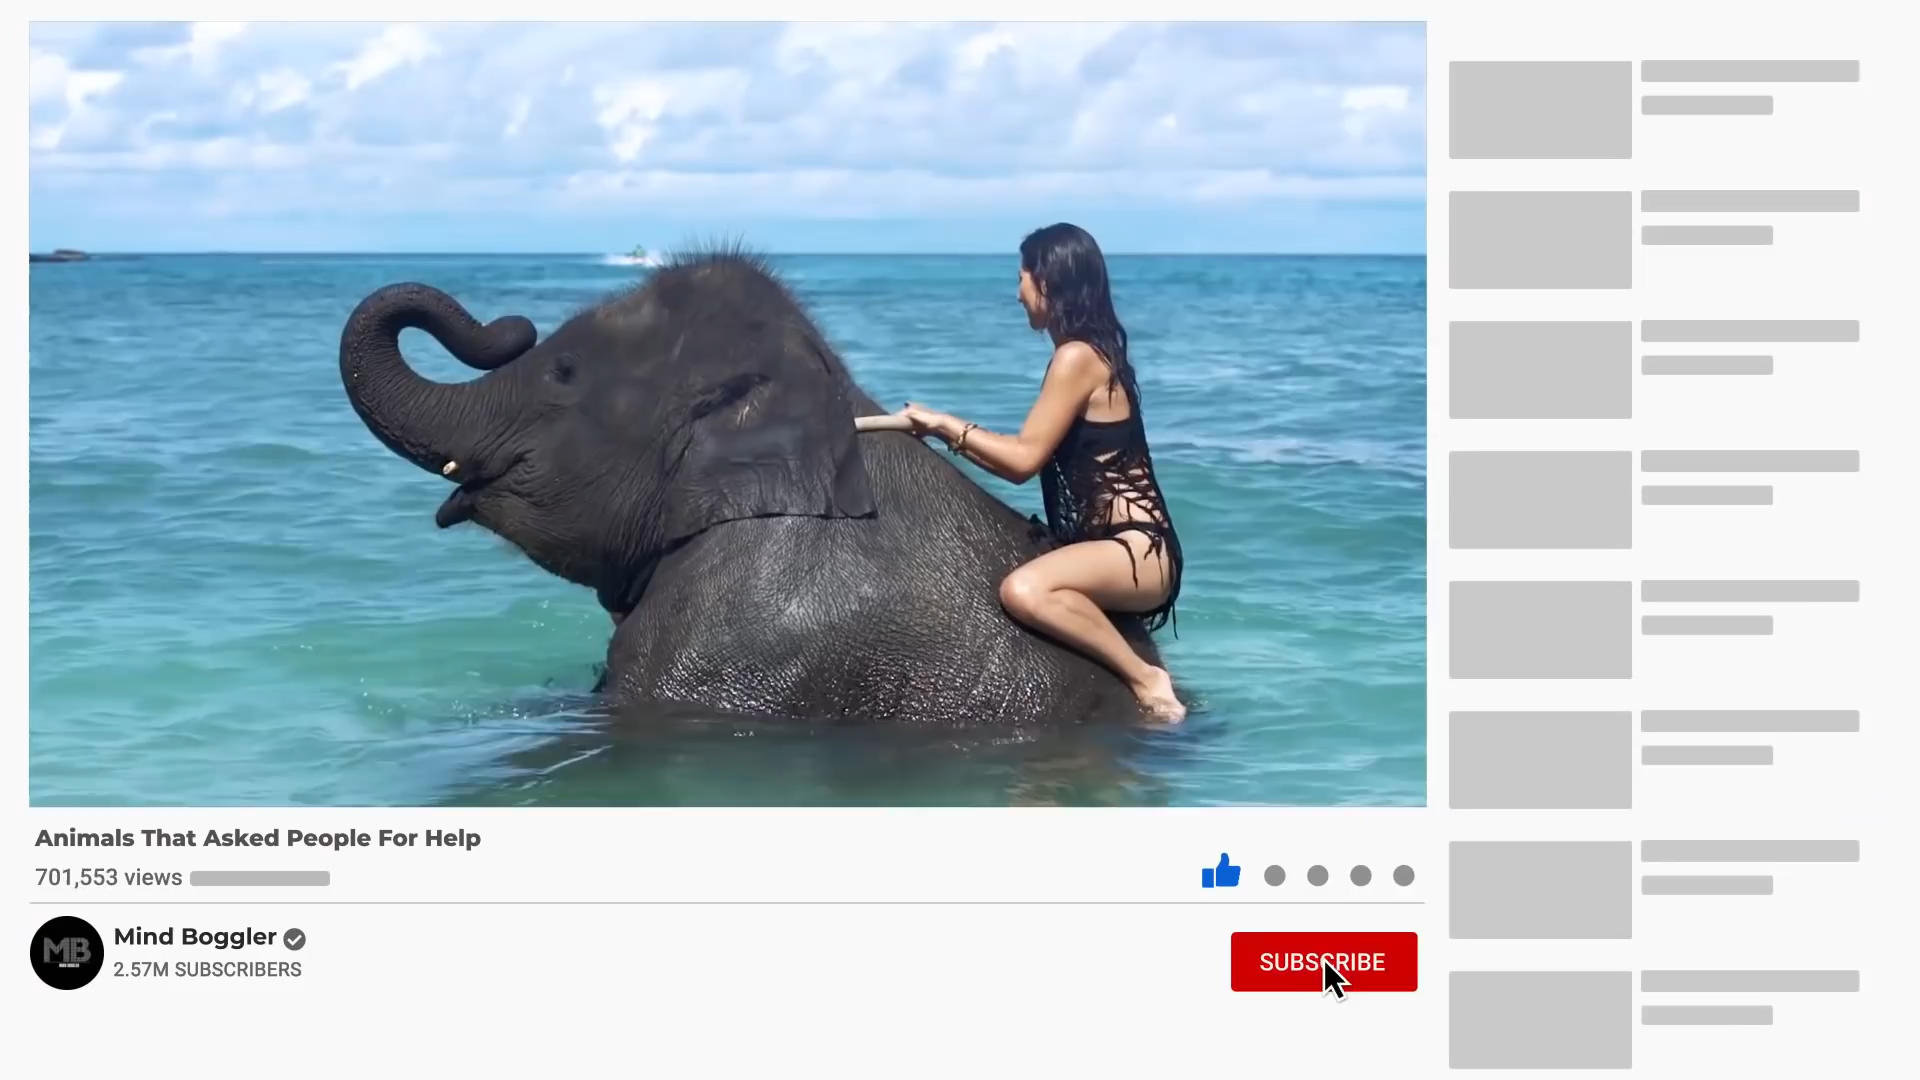 Animals That Asked People For Help
701,553 views
MB
Mind Boggler
2.57M SUBSCRIBERS
SUBSCRIBE